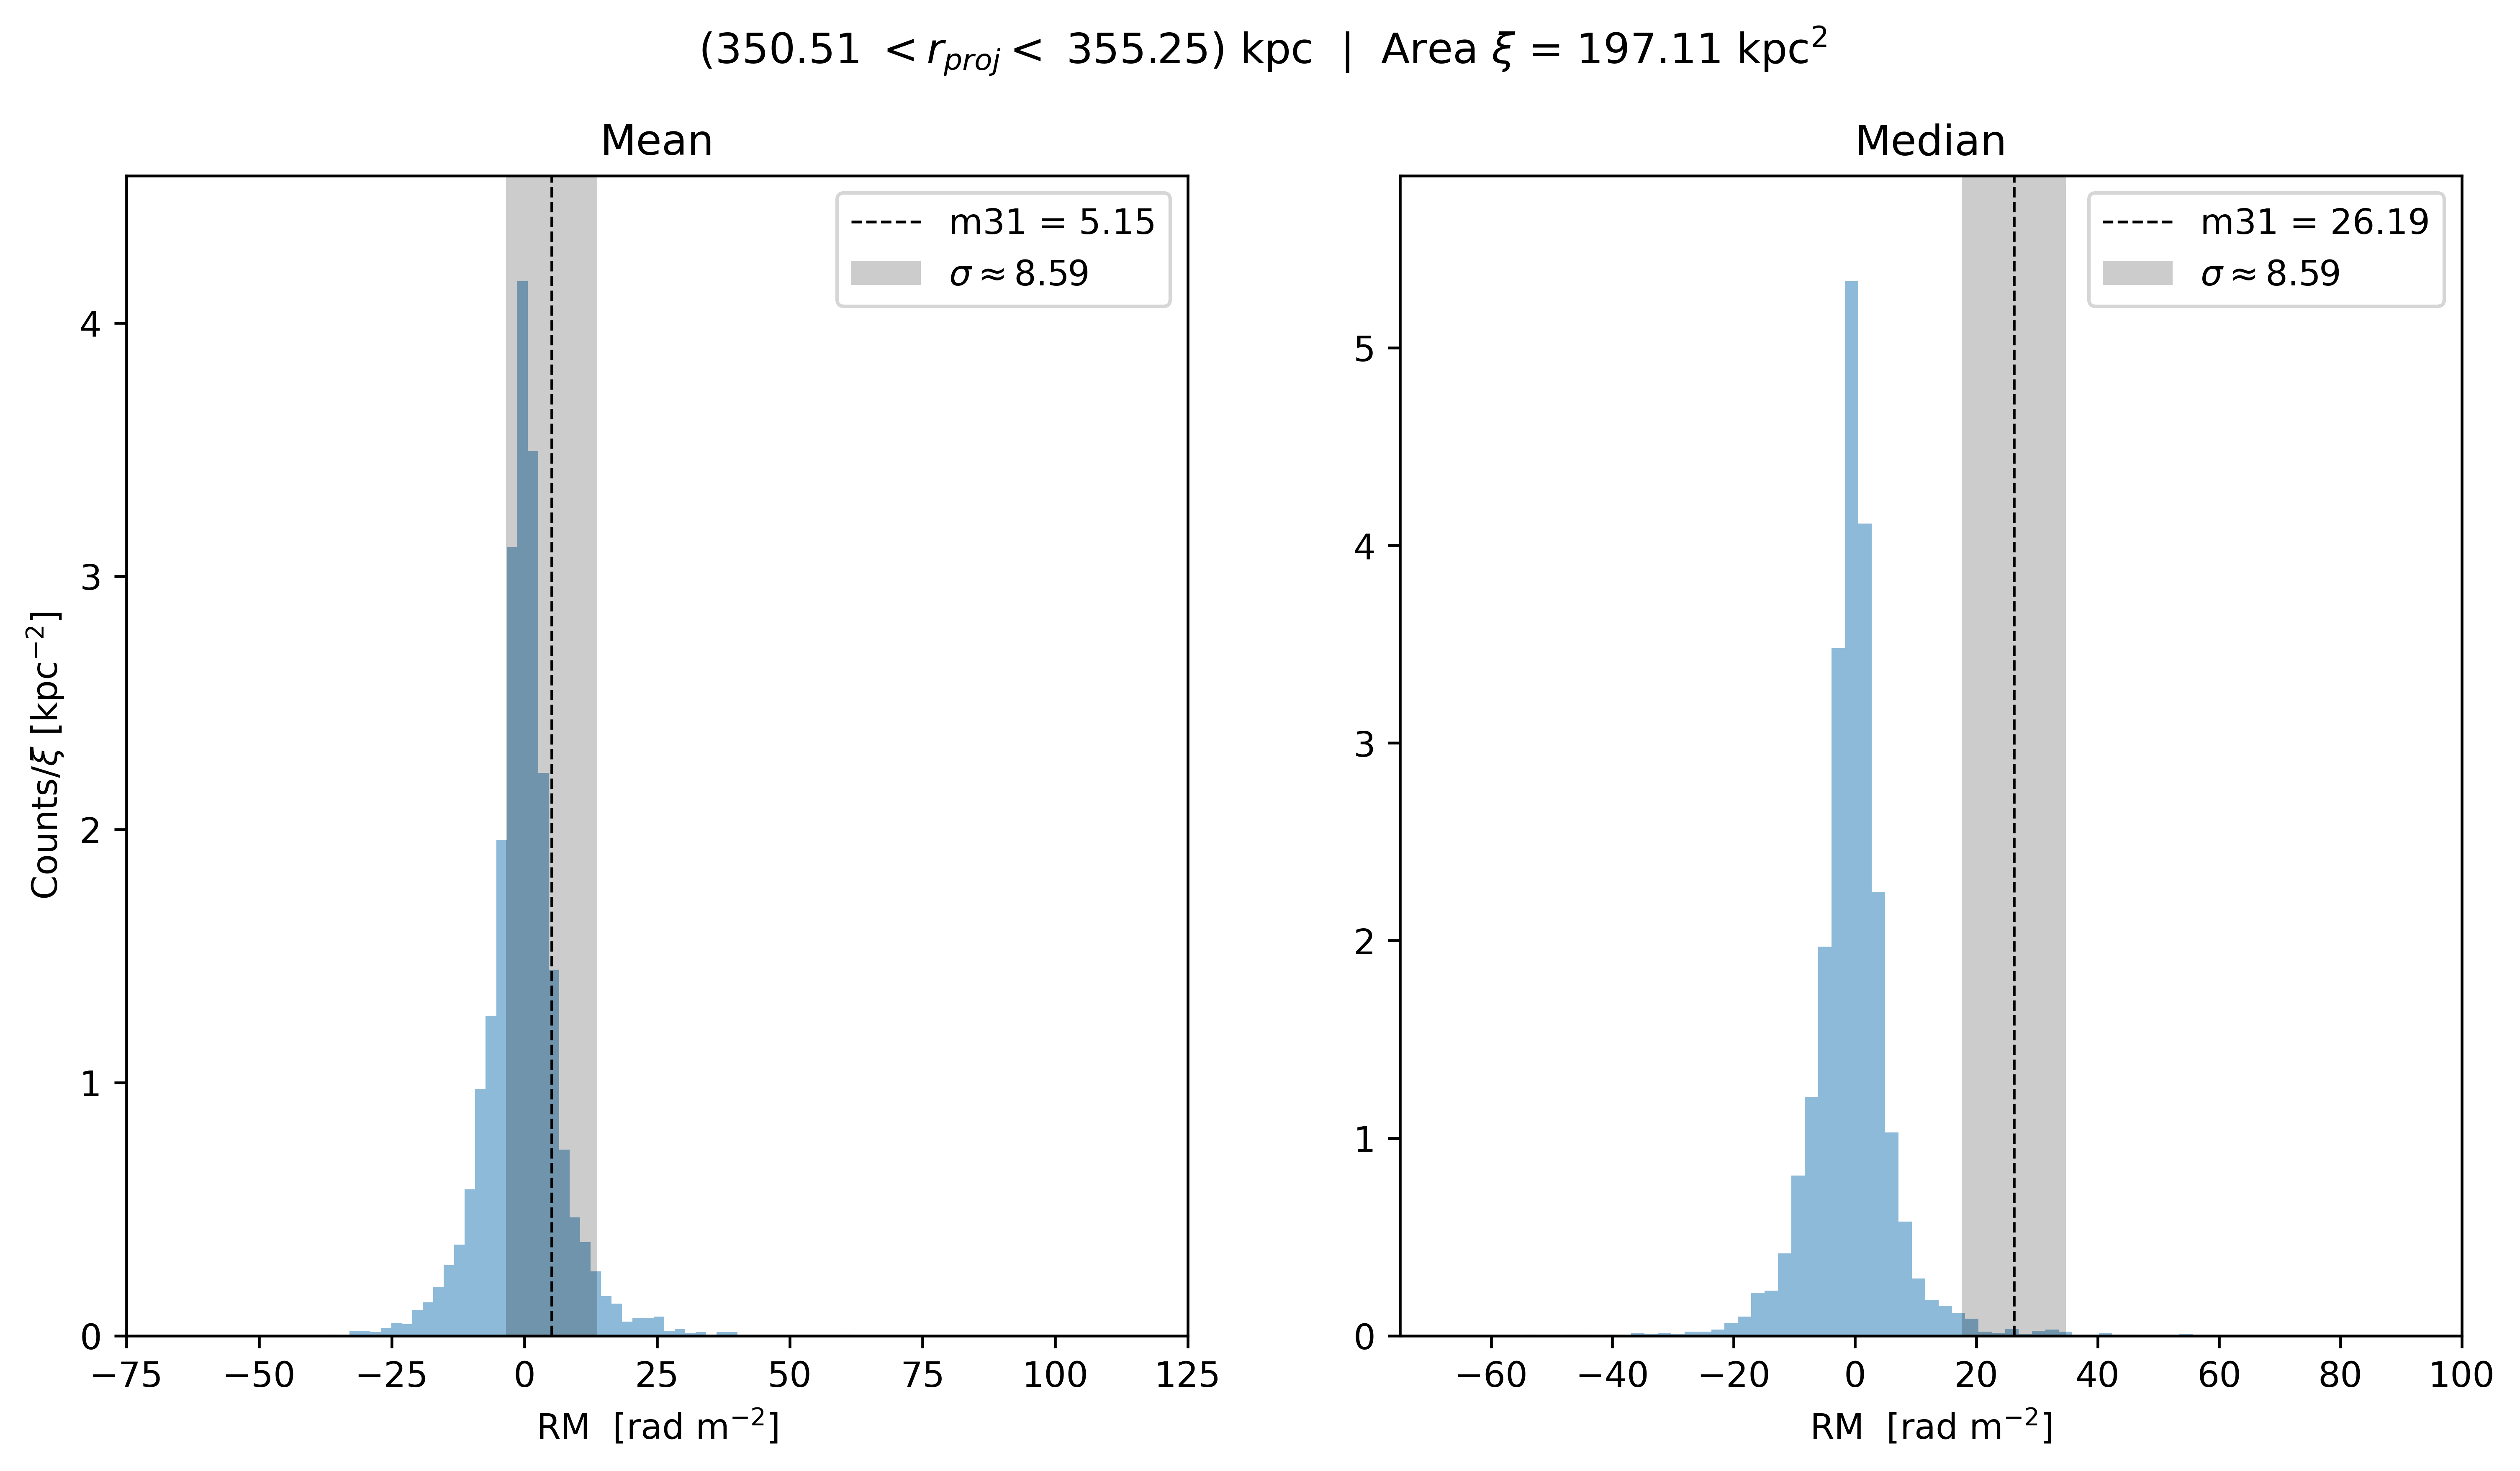 (350.51 < r_proj < 355.25) kpc | Area ξ = 197.11 kpc²
Mean
m31 = 5.15
σ ≈ 8.59
4
3
2
1
0
Counts/ξ [kpc⁻²]
−75 −50 −25 0 25 50 75 100 125
RM [rad m⁻²]
Median
m31 = 26.19
σ ≈ 8.59
5
4
3
2
1
0
−60 −40 −20 0 20 40 60 80 100
RM [rad m⁻²]